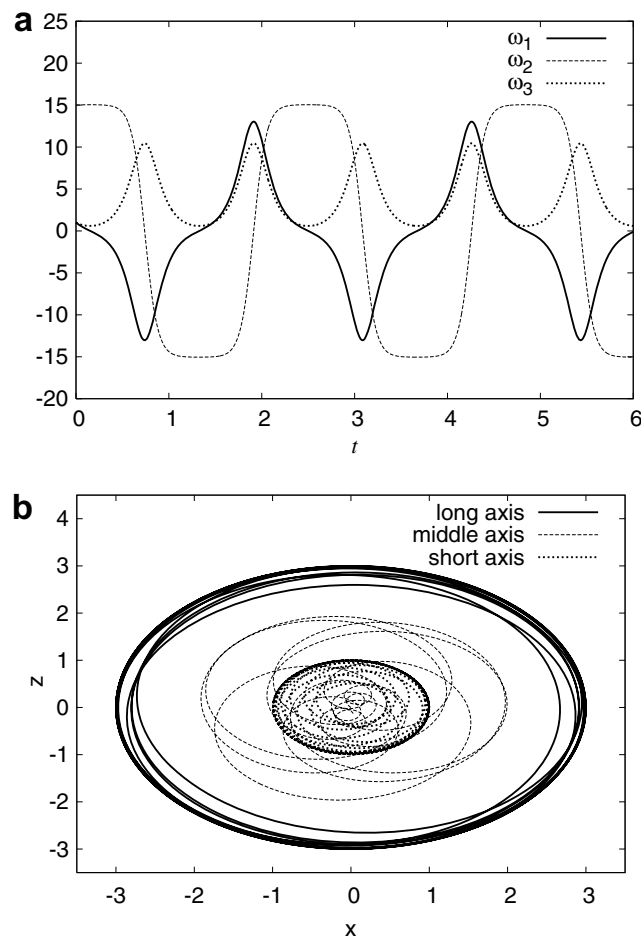 a
25
20
15
10
5
0
-5
-10
-15
-20
ω1
ω2
ω3
0 1 2 3 4 5 6
t
b
4
3
2
1
0
-1
-2
-3
z
long axis
middle axis
short axis
-3 -2 -1 0 1 2 3
x